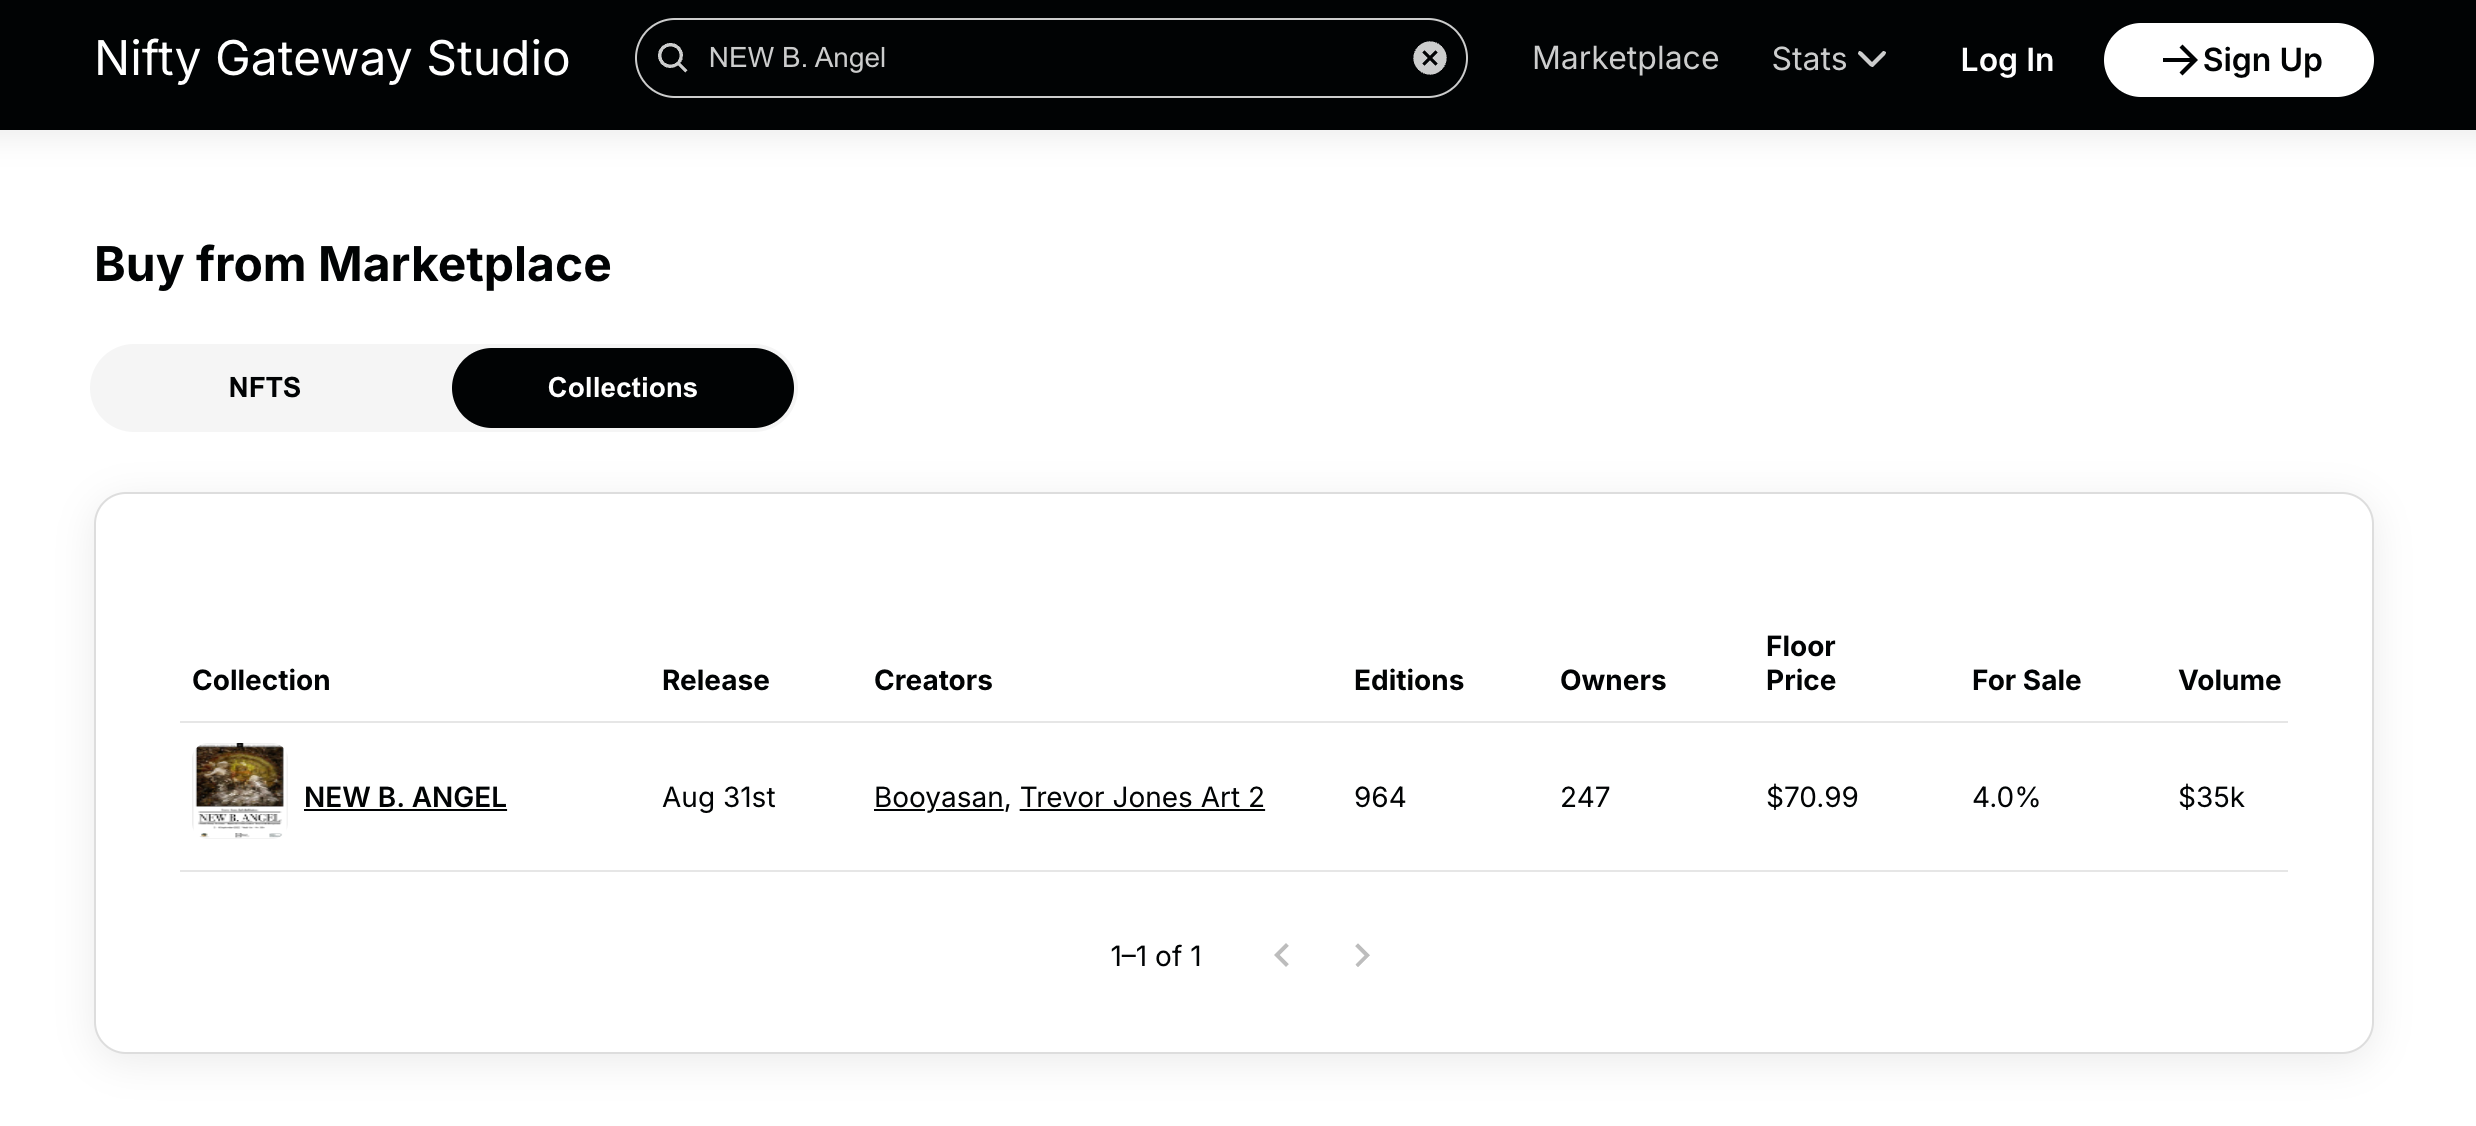 Nifty Gateway Studio
NEW B. Angel
Marketplace
Stats
Log In
Sign Up
Buy from Marketplace
NFTS
Collections
Collection
Release
Creators
Editions
Owners
Floor
Price
For Sale
Volume
NEW B. ANGEL
NEW B. ANGEL
Aug 31st
Booyasan, Trevor Jones Art 2
964
247
$70.99
4.0%
$35k
1–1 of 1